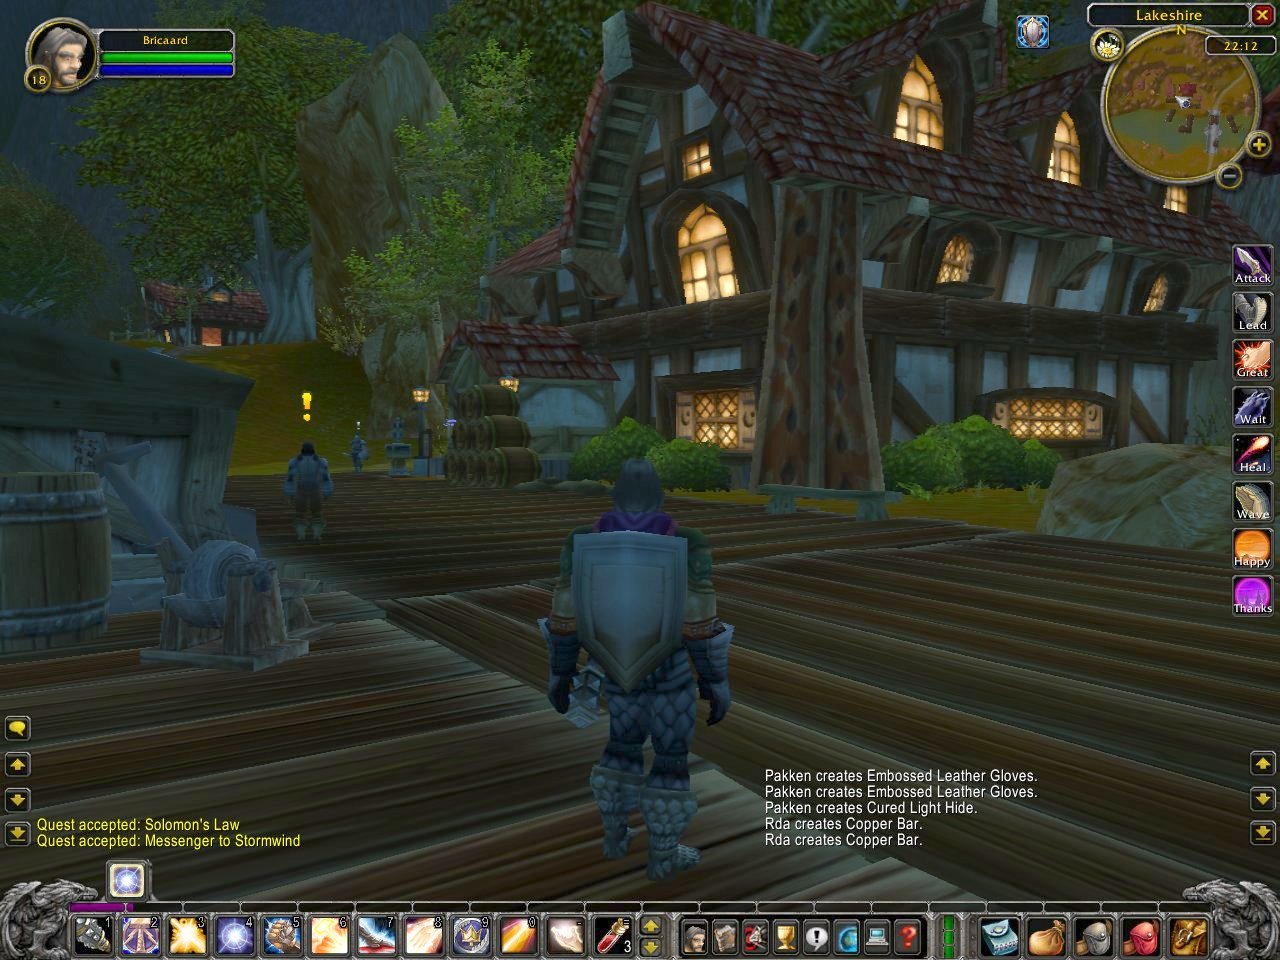 Bricaard
18
Lakeshire
N
22:12
Attack
Lead
Great
Wait
Heal
Wave
Happy
Thanks
Pakken creates Embossed Leather Gloves.
Pakken creates Embossed Leather Gloves.
Pakken creates Cured Light Hide.
Rda creates Copper Bar.
Rda creates Copper Bar.
Quest accepted: Solomon's Law
Quest accepted: Messenger to Stormwind
1 2 3 4 5 6 7 8 9 0 - =
3